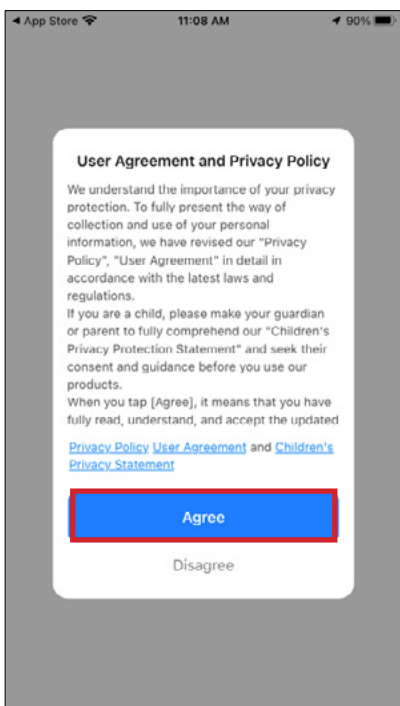 ◀ App Store 11:08 AM 90%
User Agreement and Privacy Policy
We understand the importance of your privacy
protection. To fully present the way of
collection and use of your personal
information, we have revised our "Privacy
Policy", "User Agreement" in detail in
accordance with the latest laws and
regulations.
If you are a child, please make your guardian
or parent to fully comprehend our "Children's
Privacy Protection Statement" and seek their
consent and guidance before you use our
products.
When you tap [Agree], it means that you have
fully read, understand, and accept the updated
Privacy Policy User Agreement and Children's
Privacy Statement
Agree
Disagree